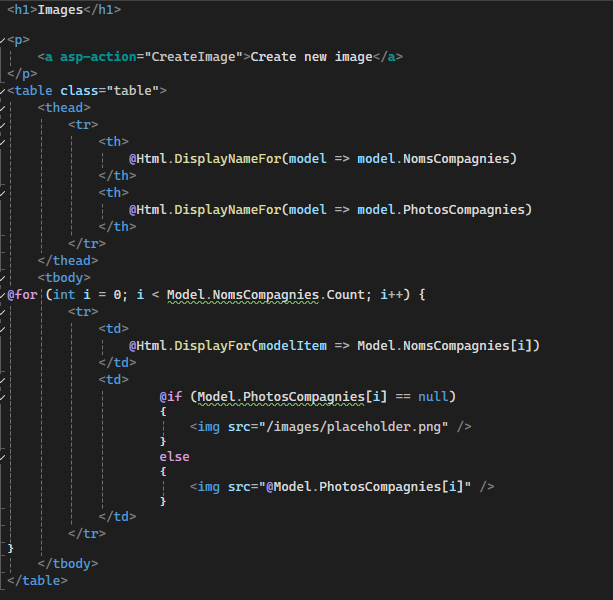 <h1>Images</h1>
<p>
<a asp-action="CreateImage">Create new image</a>
</p>
<table class="table">
<thead>
<tr>
<th>
@Html.DisplayNameFor(model => model.NomsCompagnies)
</th>
<th>
@Html.DisplayNameFor(model => model.PhotosCompagnies)
</th>
</tr>
</thead>
<tbody>
@for (int i = 0; i < Model.NomsCompagnies.Count; i++) {
<tr>
<td>
@Html.DisplayFor(modelItem => Model.NomsCompagnies[i])
</td>
<td>
@if (Model.PhotosCompagnies[i] == null)
{
<img src="/images/placeholder.png" />
}
else
{
<img src="@Model.PhotosCompagnies[i]" />
}
</td>
</tr>
}
</tbody>
</table>